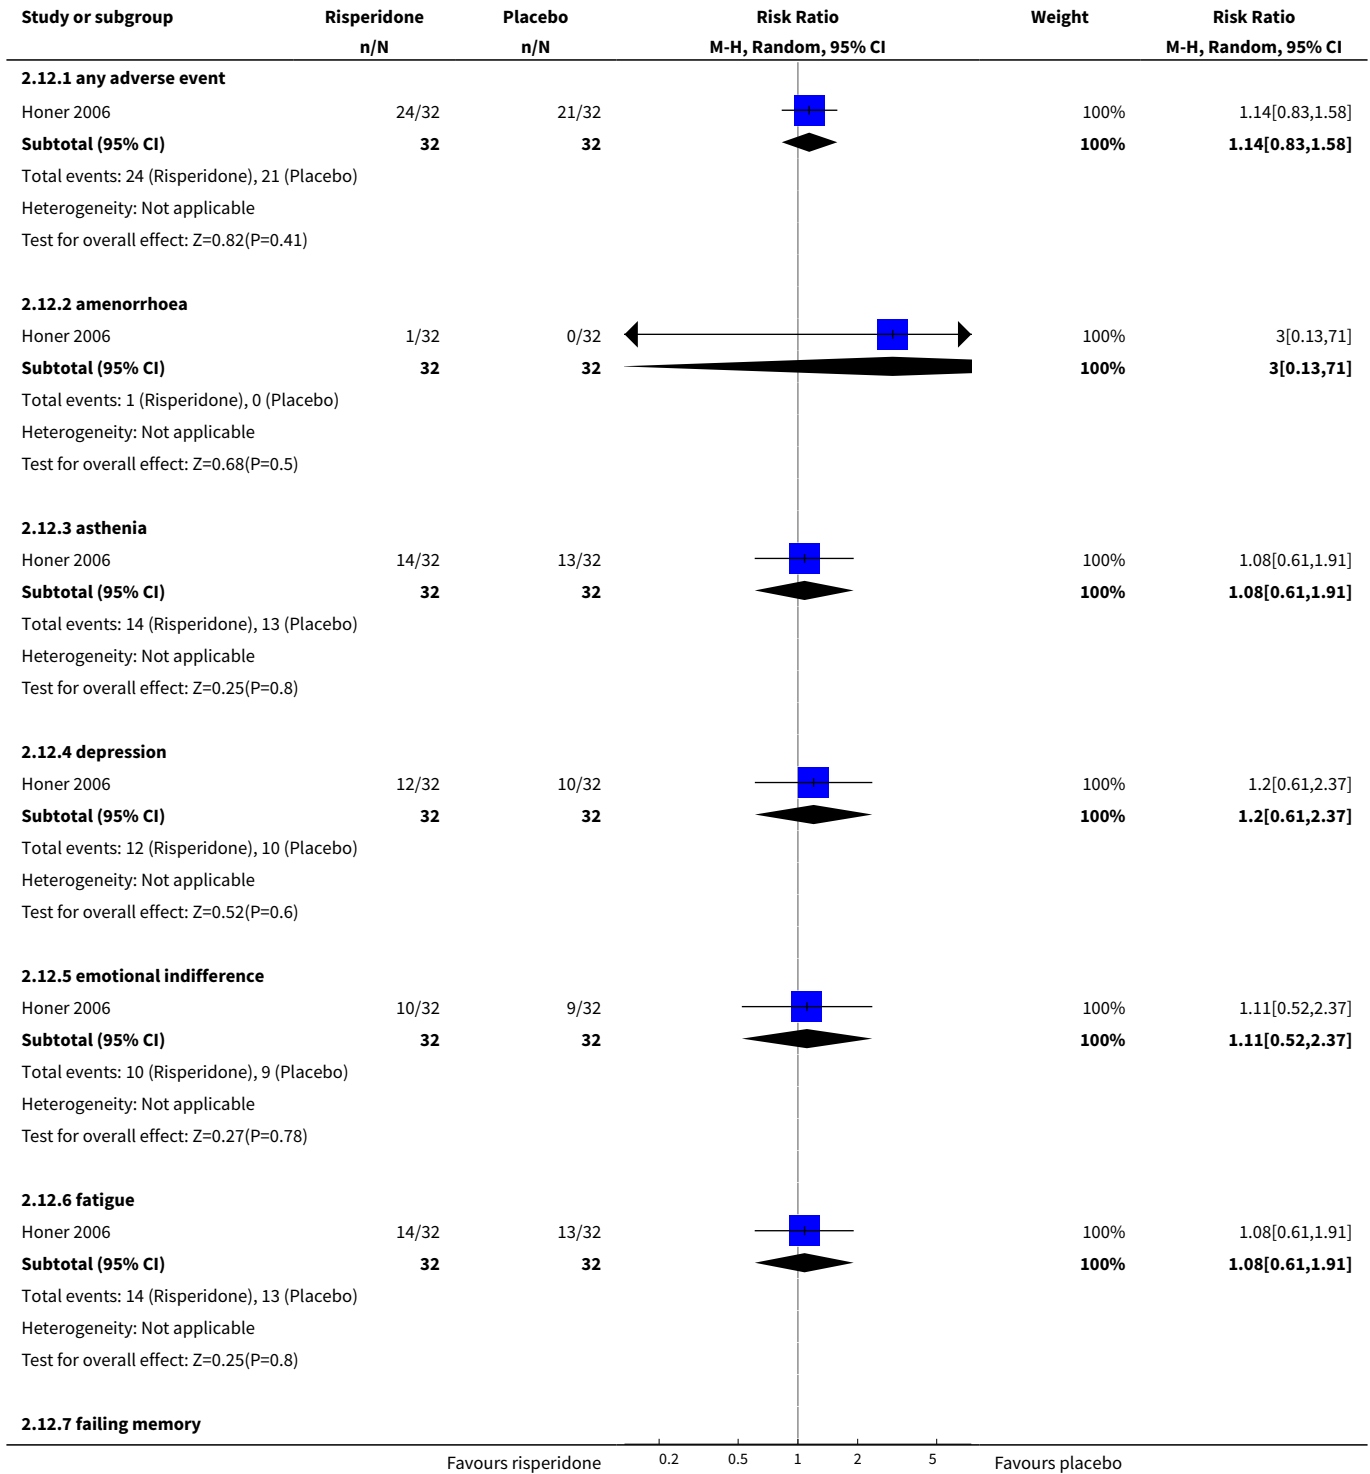 Study or subgroup Risperidone Placebo Risk Ratio Weight Risk Ratio
n/N n/N M-H, Random, 95% CI M-H, Random, 95% CI
2.12.1 any adverse event
Honer 2006 24/32 21/32 100% 1.14[0.83,1.58]
Subtotal (95% CI) 32 32 100% 1.14[0.83,1.58]
Total events: 24 (Risperidone), 21 (Placebo)
Heterogeneity: Not applicable
Test for overall effect: Z=0.82(P=0.41)
2.12.2 amenorrhoea
Honer 2006 1/32 0/32 100% 3[0.13,71]
Subtotal (95% CI) 32 32 100% 3[0.13,71]
Total events: 1 (Risperidone), 0 (Placebo)
Heterogeneity: Not applicable
Test for overall effect: Z=0.68(P=0.5)
2.12.3 asthenia
Honer 2006 14/32 13/32 100% 1.08[0.61,1.91]
Subtotal (95% CI) 32 32 100% 1.08[0.61,1.91]
Total events: 14 (Risperidone), 13 (Placebo)
Heterogeneity: Not applicable
Test for overall effect: Z=0.25(P=0.8)
2.12.4 depression
Honer 2006 12/32 10/32 100% 1.2[0.61,2.37]
Subtotal (95% CI) 32 32 100% 1.2[0.61,2.37]
Total events: 12 (Risperidone), 10 (Placebo)
Heterogeneity: Not applicable
Test for overall effect: Z=0.52(P=0.6)
2.12.5 emotional indifference
Honer 2006 10/32 9/32 100% 1.11[0.52,2.37]
Subtotal (95% CI) 32 32 100% 1.11[0.52,2.37]
Total events: 10 (Risperidone), 9 (Placebo)
Heterogeneity: Not applicable
Test for overall effect: Z=0.27(P=0.78)
2.12.6 fatigue
Honer 2006 14/32 13/32 100% 1.08[0.61,1.91]
Subtotal (95% CI) 32 32 100% 1.08[0.61,1.91]
Total events: 14 (Risperidone), 13 (Placebo)
Heterogeneity: Not applicable
Test for overall effect: Z=0.25(P=0.8)
2.12.7 failing memory
Favours risperidone 0.2 0.5 1 2 5 Favours placebo